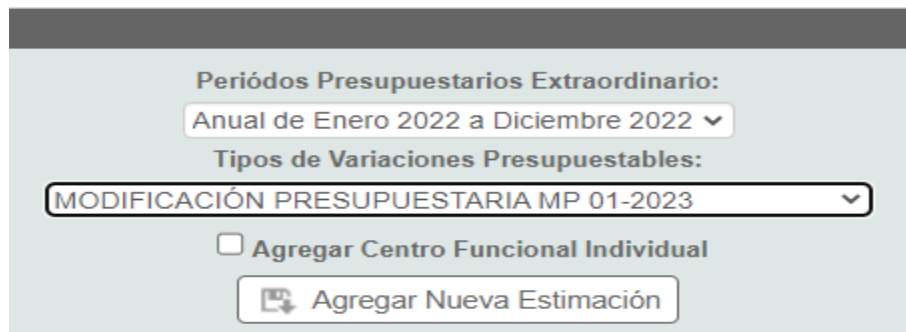 Periódos Presupuestarios Extraordinario:
Anual de Enero 2022 a Diciembre 2022
Tipos de Variaciones Presupuestables:
MODIFICACIÓN PRESUPUESTARIA MP 01-2023
Agregar Centro Funcional Individual
Agregar Nueva Estimación